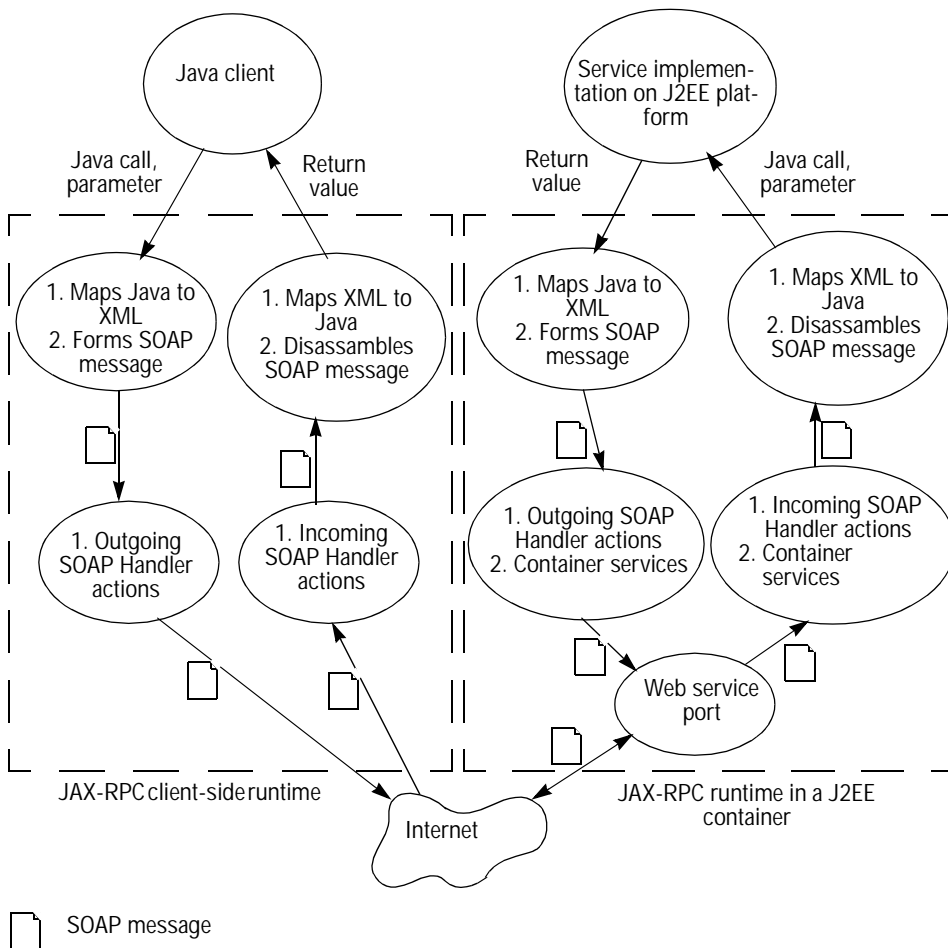 Java client
Service implemen-
tation on J2EE plat-
form
Java call,
parameter
Return
value
Return
value
Java call,
parameter
1. Maps Java to
XML
2. Forms SOAP
message
1. Maps XML to
Java
2. Disassambles
SOAP message
1. Maps Java to
XML
2. Forms SOAP
message
1. Maps XML to
Java
2. Disassambles
SOAP message
1. Outgoing
SOAP Handler
actions
1. Incoming
SOAP Handler
actions
1. Outgoing SOAP
Handler actions
2. Container services
1. Incoming SOAP
Handler actions
2. Container
services
Web service
port
JAX-RPC client-side runtime
JAX-RPC runtime in a J2EE
container
Internet
SOAP message